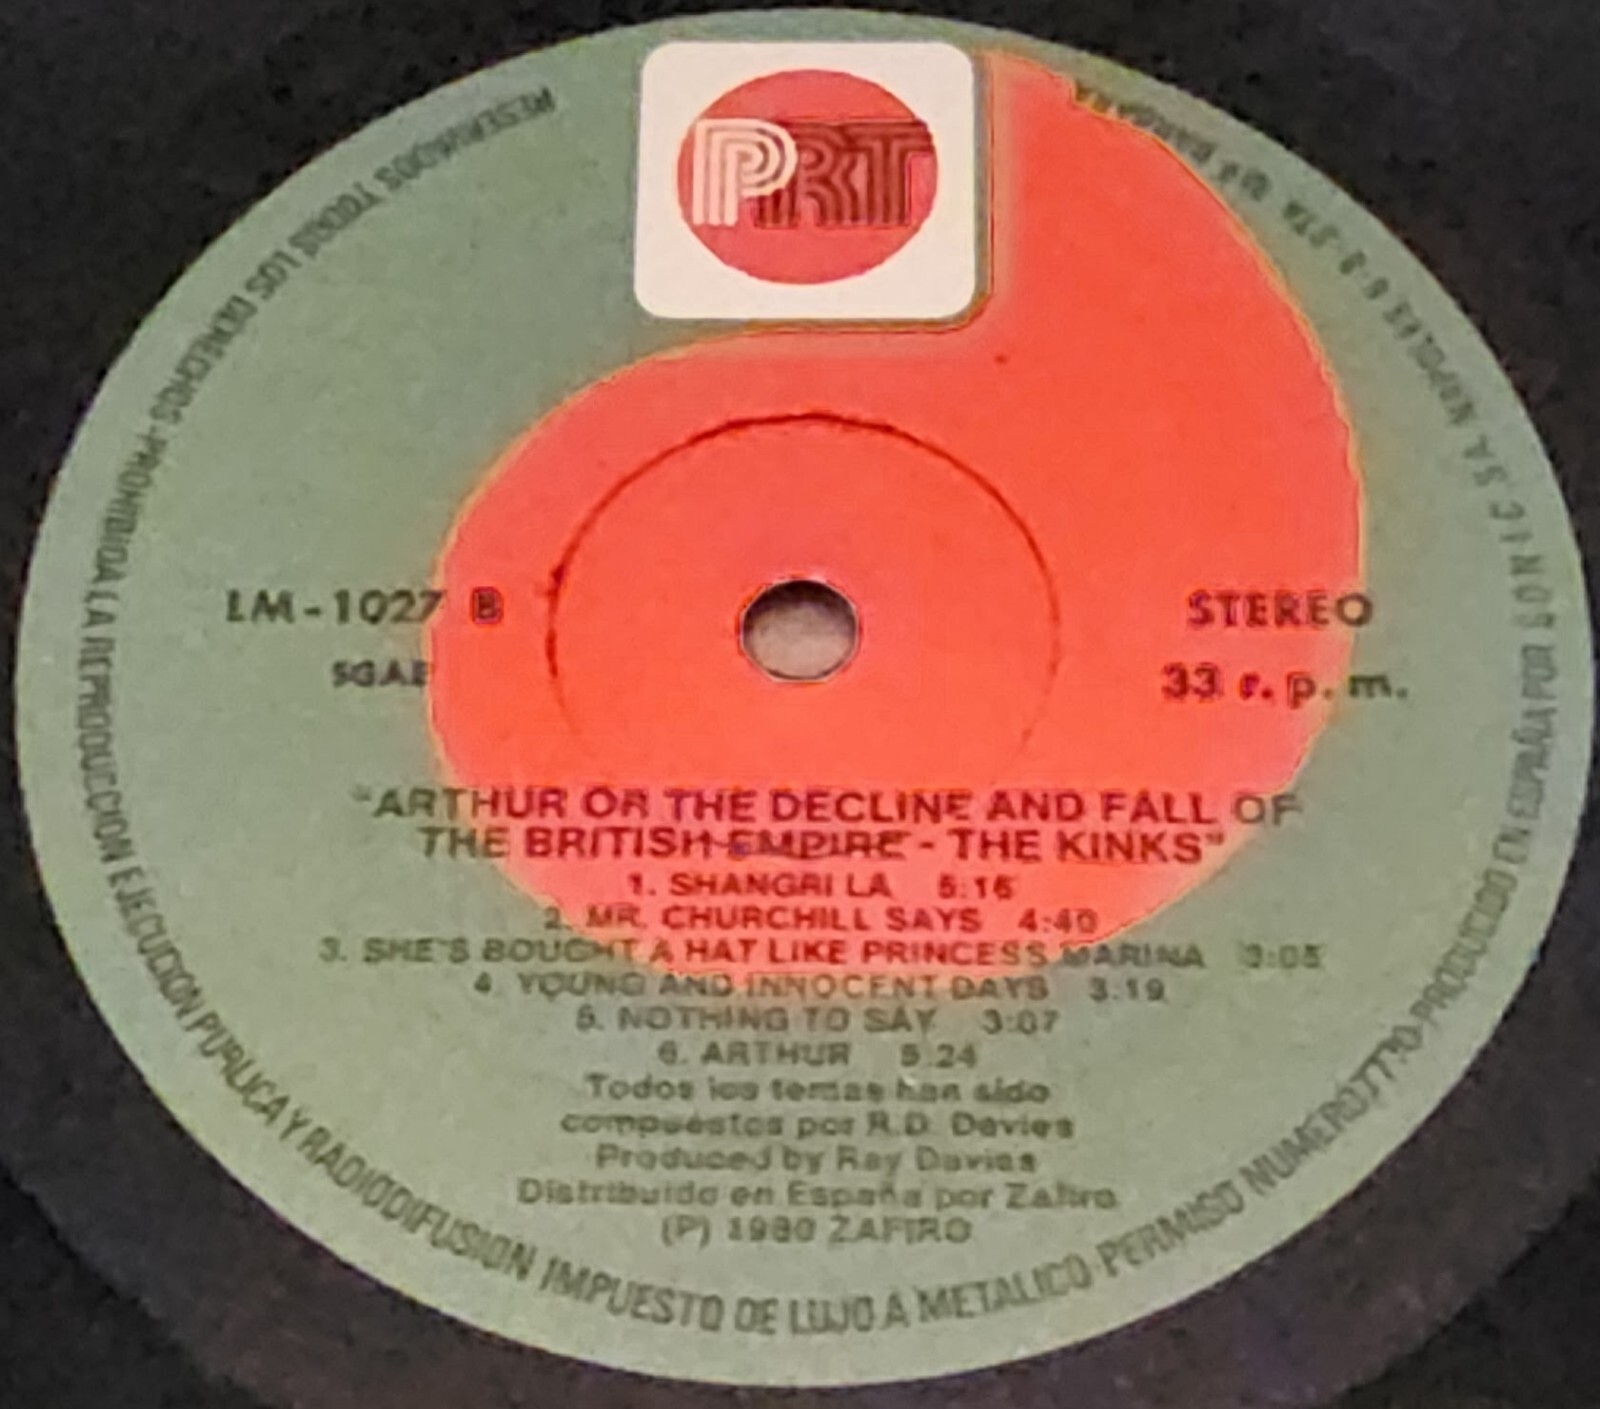 PRT
LM-1027 B
STEREO
SGAE
33 r.p.m.
"ARTHUR OR THE DECLINE AND FALL OF
THE BRITISH EMPIRE - THE KINKS"
1. SHANGRI LA 5:16
2. MR. CHURCHILL SAYS 4:40
3. SHE'S BOUGHT A HAT LIKE PRINCESS MARINA 3:05
4. YOUNG AND INNOCENT DAYS 3:19
5. NOTHING TO SAY 3:07
6. ARTHUR 5:24
Todos los temas han sido
compuestos por R.D. Davies
Produced by Ray Davies
Distribuido en España por Zafiro
(P) 1980 ZAFIRO
RESERVADOS TODOS LOS DERECHOS-PROHIBIDA LA REPRODUCCION EJECUCION PUBLICA Y RADIODIFUSION IMPUESTO DE LUJO A METALICO PERMISO NUMERO PRODUCIDO EN ESPAÑA POR SONIC SA